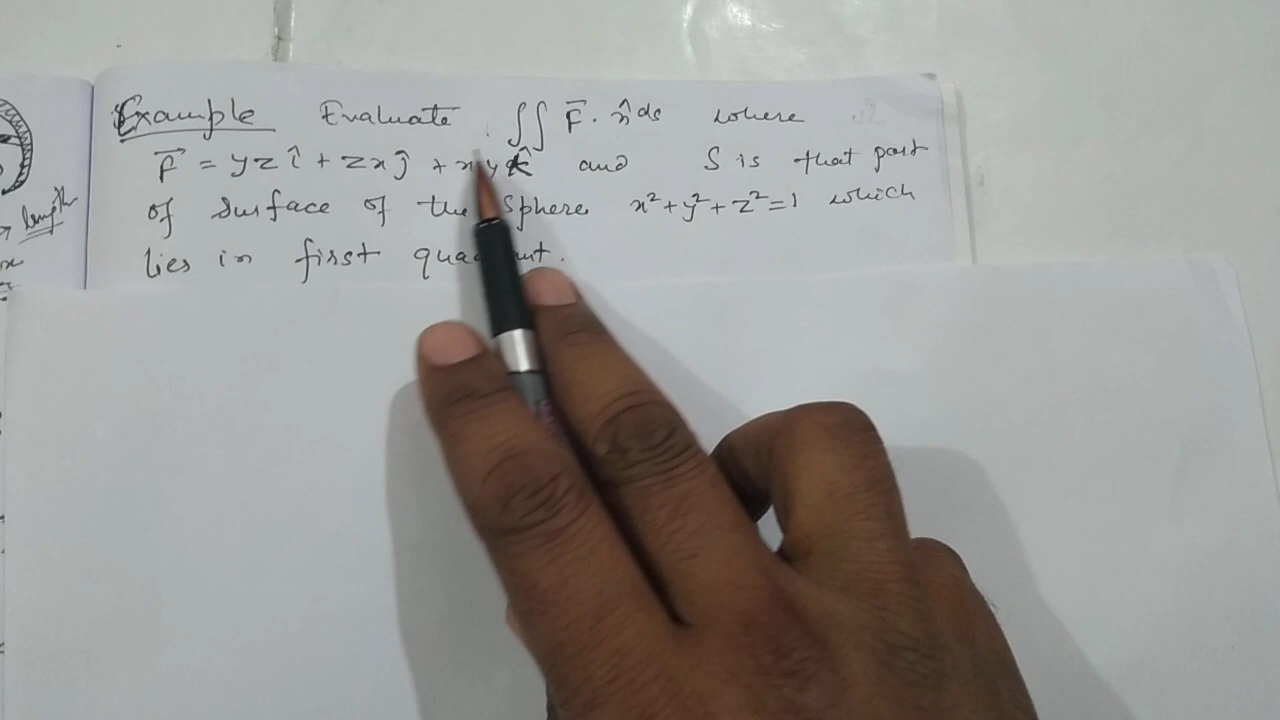 Example Evaluate ∬ F⃗ . n̂ ds where
F⃗ = yz î + zx ĵ + xy k̂ and S is that part
of surface of the sphere x² + y² + z² = 1 which
lies in first
→ length